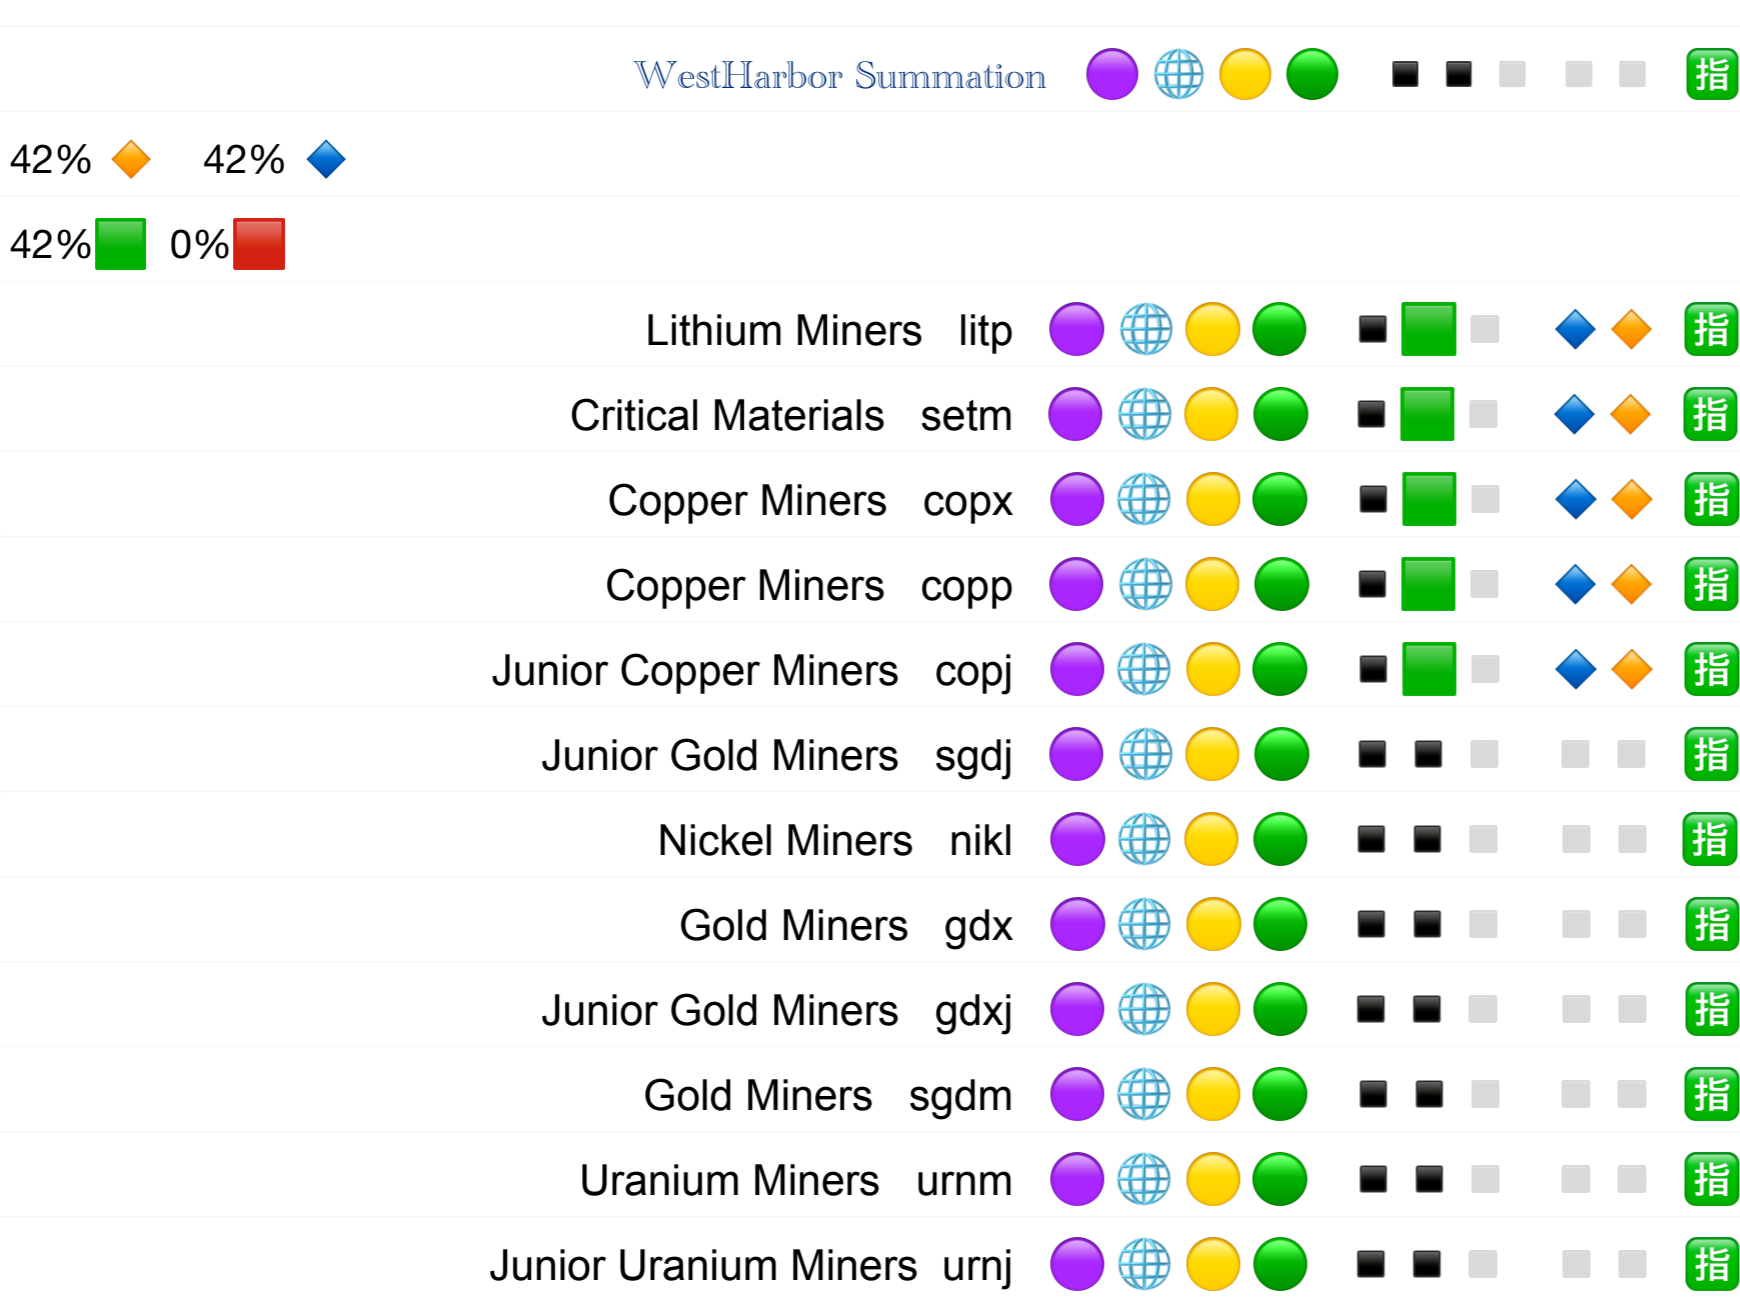 WestHarbor Summation 指
42% 42%
42% 0%
Lithium Miners litp 指
Critical Materials setm 指
Copper Miners copx 指
Copper Miners copp 指
Junior Copper Miners copj 指
Junior Gold Miners sgdj 指
Nickel Miners nikl 指
Gold Miners gdx 指
Junior Gold Miners gdxj 指
Gold Miners sgdm 指
Uranium Miners urnm 指
Junior Uranium Miners urnj 指